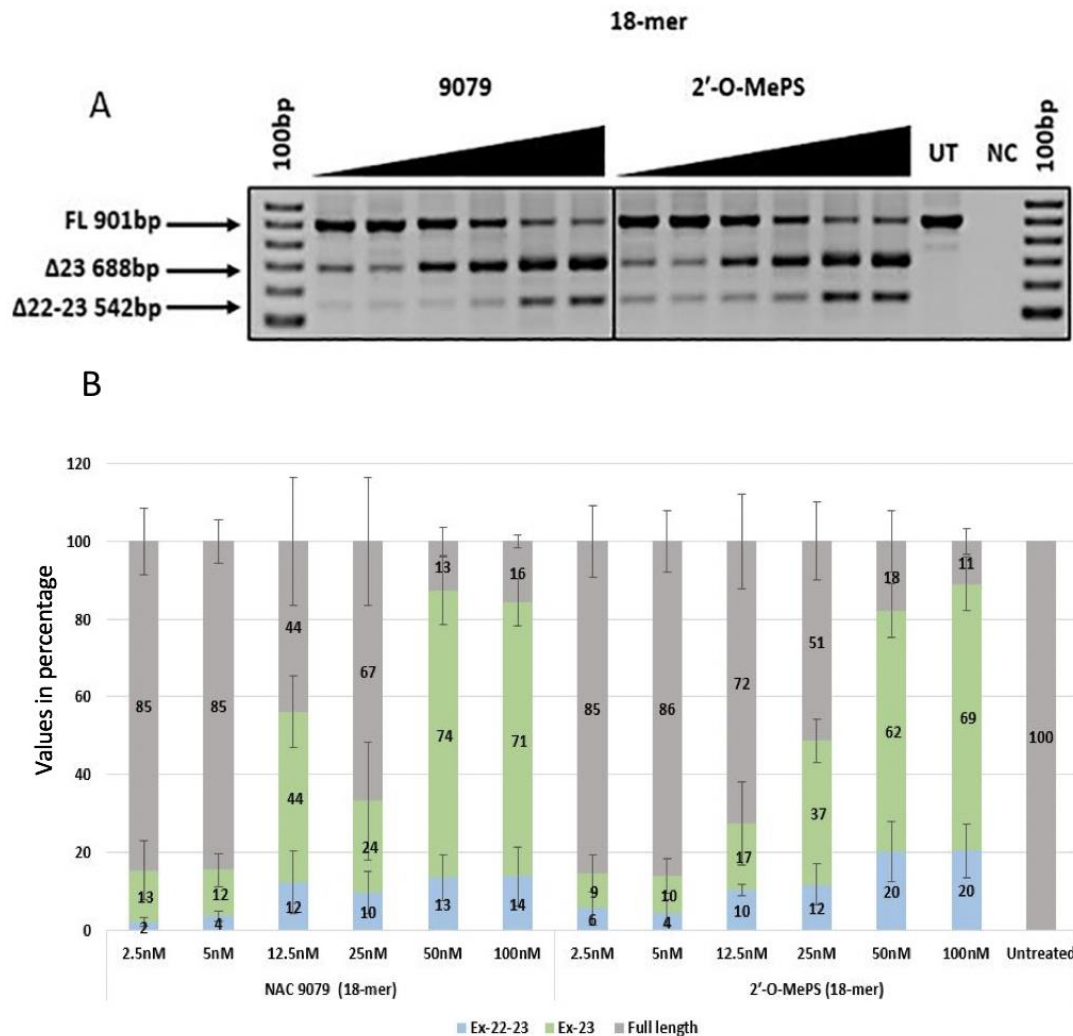 18-mer
A
9079
2′-O-MePS
100bp
UT
NC
100bp
FL 901bp
Δ23 688bp
Δ22-23 542bp
B
Values in percentage
120
100
80
60
40
20
0
85 85 44 67 13 16 85 86 72 51 18 11 100
13 12 44 24 74 71 9 10 17 37 62 69
2 4 12 10 13 14 6 4 10 12 20 20
2.5nM 5nM 12.5nM 25nM 50nM 100nM 2.5nM 5nM 12.5nM 25nM 50nM 100nM Untreated
NAC 9079 (18-mer) 2′-O-MePS (18-mer)
Ex-22-23 Ex-23 Full length